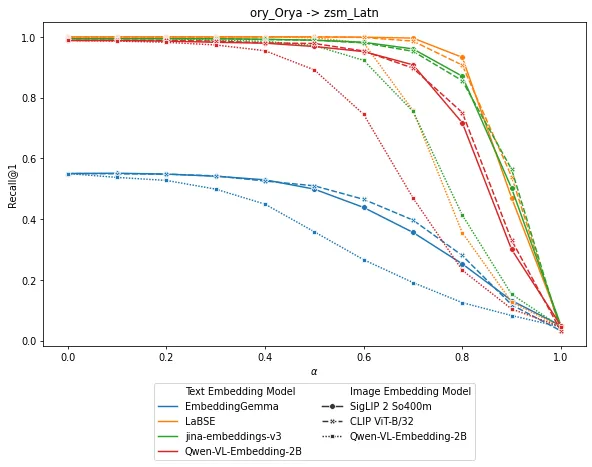 ory_Orya -> zsm_Latn
Recall@1
1.0
0.8
0.6
0.4
0.2
0.0
0.0 0.2 0.4 0.6 0.8 1.0
α
Text Embedding Model
EmbeddingGemma
LaBSE
jina-embeddings-v3
Qwen-VL-Embedding-2B
Image Embedding Model
SigLIP 2 So400m
CLIP ViT-B/32
Qwen-VL-Embedding-2B